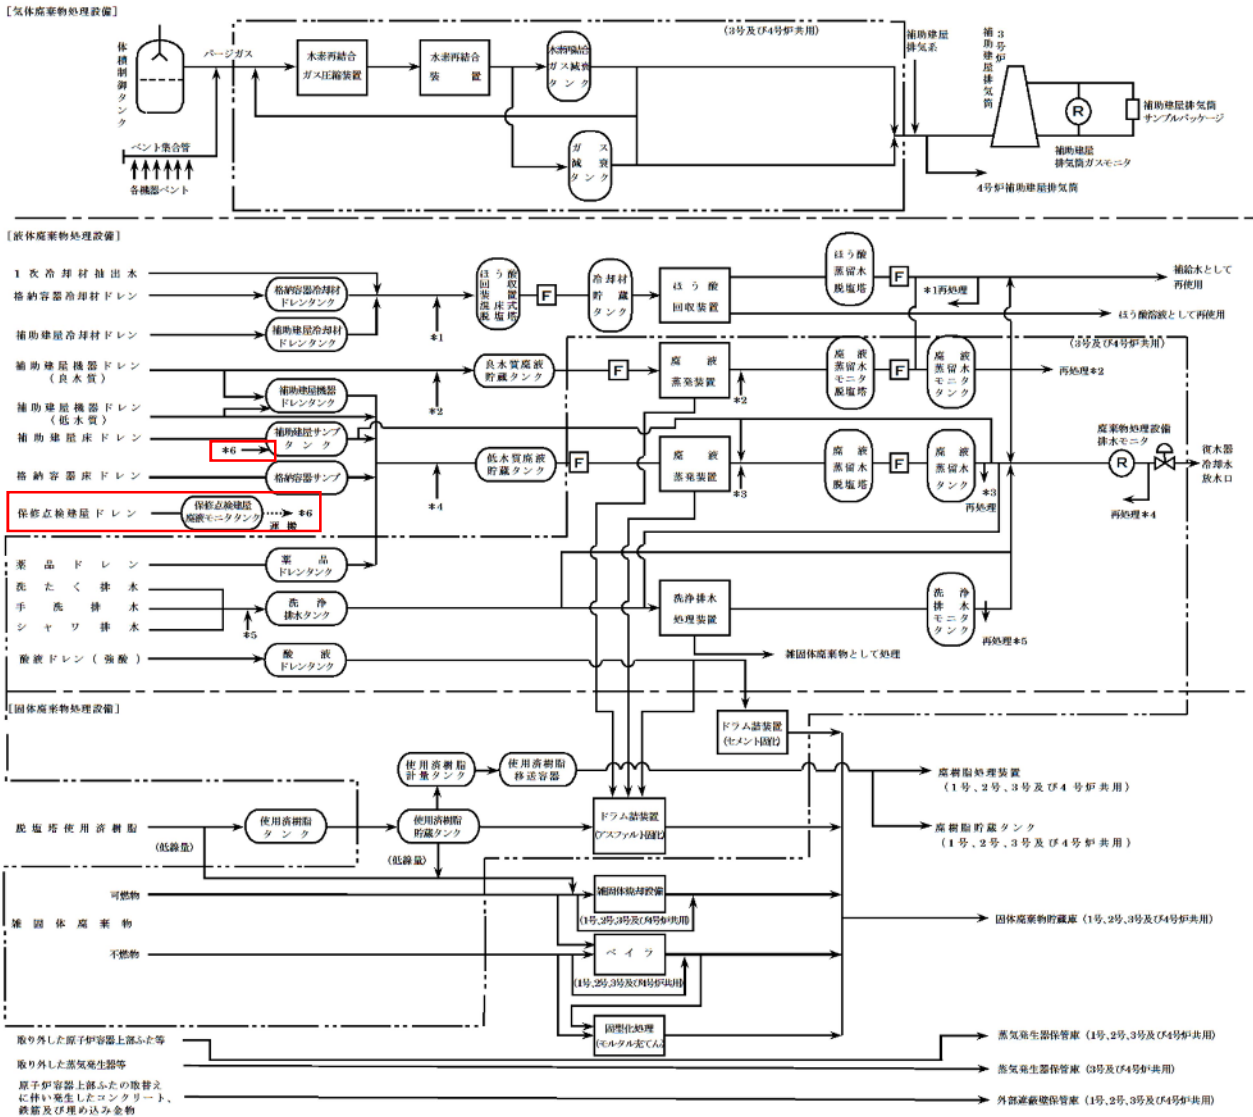 [気体廃棄物処理設備]
体積制御タンク
パージガス
ベント集合管
各機器ベント
(3号及び4号炉共用)
水素再結合
ガス圧縮装置
水素再結合
装置
水素再結合
ガス減衰
タンク
ガス
減衰
タンク
補助建屋
排気系
3号炉
補助建屋排気筒
R
補助建屋
排気筒ガスモニタ
補助建屋排気筒
サンプルパッケージ
4号炉補助建屋排気筒
[液体廃棄物処理設備]
1次冷却材抽出水
格納容器冷却材ドレン
格納容器冷却材
ドレンタンク
補助建屋冷却材ドレン
補助建屋冷却材
ドレンタンク
*1
ほう酸
回収
装置
混床式
脱塩塔
F
冷却材
貯蔵
タンク
ほう酸
回収装置
ほう酸
蒸留水
脱塩塔
F
*1再処理
補給水として
再使用
ほう酸溶液として再使用
(3号及び4号炉共用)
補助建屋機器ドレン
(良水質)
補助建屋機器ドレン
(低水質)
補助建屋機器
ドレンタンク
*2
良水質廃液
貯蔵タンク
F
廃液
蒸発装置
*2
廃液
蒸留水
モニタ
脱塩塔
F
廃液
蒸留水
モニタ
タンク
再処理*2
補助建屋床ドレン
*6
補助建屋サンプ
タンク
格納容器床ドレン
格納容器サンプ
*4
低水質廃液
貯蔵タンク
F
廃液
蒸発装置
*3
廃液
蒸留水
脱塩塔
F
廃液
蒸留水
タンク
*3
再処理
廃棄物処理設備
排水モニタ
R
再処理*4
復水器
冷却水
放水口
保修点検建屋ドレン
保修点検建屋
廃液モニタタンク
運搬
*6
薬品ドレン
薬品
ドレンタンク
洗たく排水
手洗排水
シャワ排水
*5
洗浄
排水タンク
洗浄排水
処理装置
洗浄
排水
モニタ
タンク
再処理*5
雑固体廃棄物として処理
酸液ドレン(強酸)
酸液
ドレンタンク
[固体廃棄物処理設備]
ドラム詰装置
(セメント固化)
使用済樹脂
計量タンク
使用済樹脂
移送容器
廃樹脂処理装置
(1号、2号、3号及び4号炉共用)
脱塩塔使用済樹脂
使用済樹脂
タンク
使用済樹脂
貯蔵タンク
ドラム詰装置
(アスファルト固化)
廃樹脂貯蔵タンク
(1号、2号、3号及び4号炉共用)
(低線量)
(低線量)
雑固体廃棄物
可燃物
雑固体焼却設備
(1号,2号,3号及び4号炉共用)
固体廃棄物貯蔵庫(1号、2号、3号及び4号炉共用)
不燃物
ベイラ
(1号,2号,3号及び4号炉共用)
固型化処理
(モルタル充てん)
取り外した原子炉容器上部ふた等
蒸気発生器保管庫(1号、2号、3号及び4号炉共用)
取り外した蒸気発生器等
蒸気発生器保管庫(3号及び4号炉共用)
原子炉容器上部ふたの取替え
に伴い発生したコンクリート、
鉄筋及び埋め込み金物
外部遮蔽壁保管庫(1号、2号、3号及び4号炉共用)